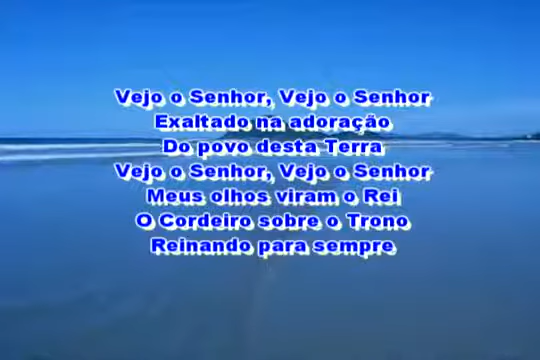 Vejo o Senhor, Vejo o Senhor
Exaltado na adoração
Do povo desta Terra
Vejo o Senhor, Vejo o Senhor
Meus olhos viram o Rei
O Cordeiro sobre o Trono
Reinando para sempre